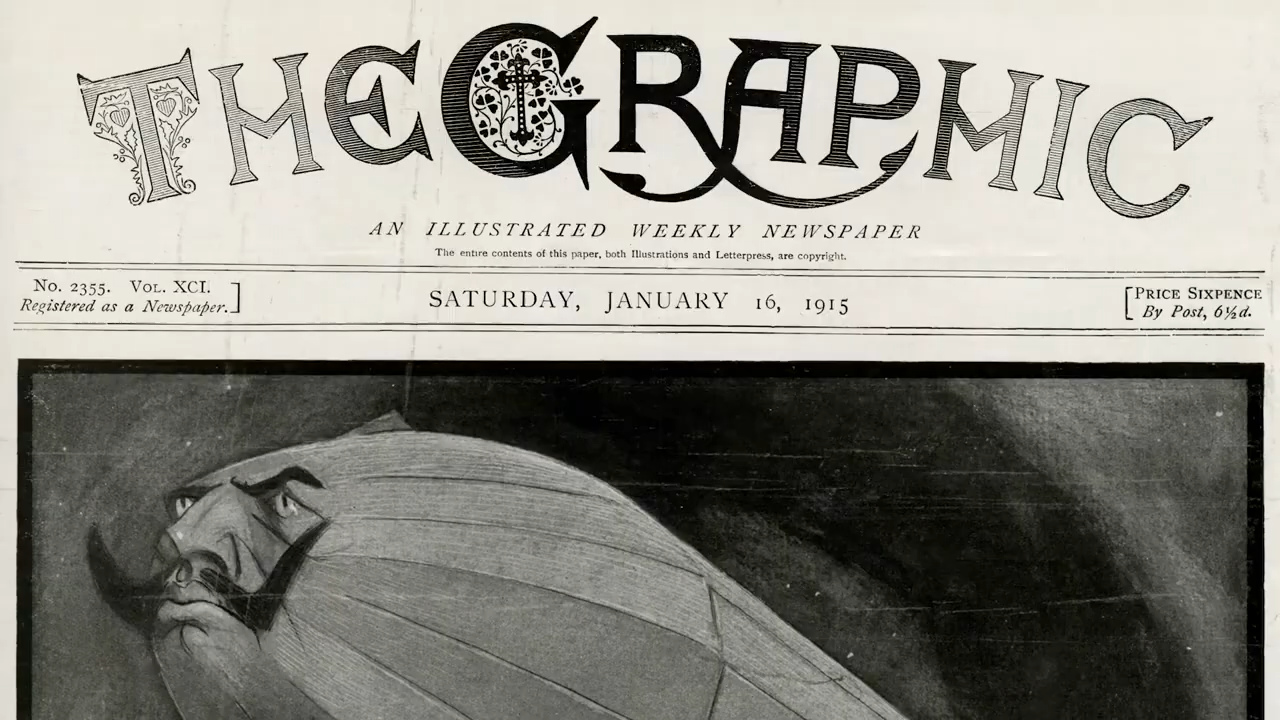 THE GRAPHIC
AN ILLUSTRATED WEEKLY NEWSPAPER
The entire contents of this paper, both Illustrations and Letterpress, are copyright.
No. 2355. Vol. XCI.
Registered as a Newspaper.]
SATURDAY, JANUARY 16, 1915
[PRICE SIXPENCE
By Post, 6½d.